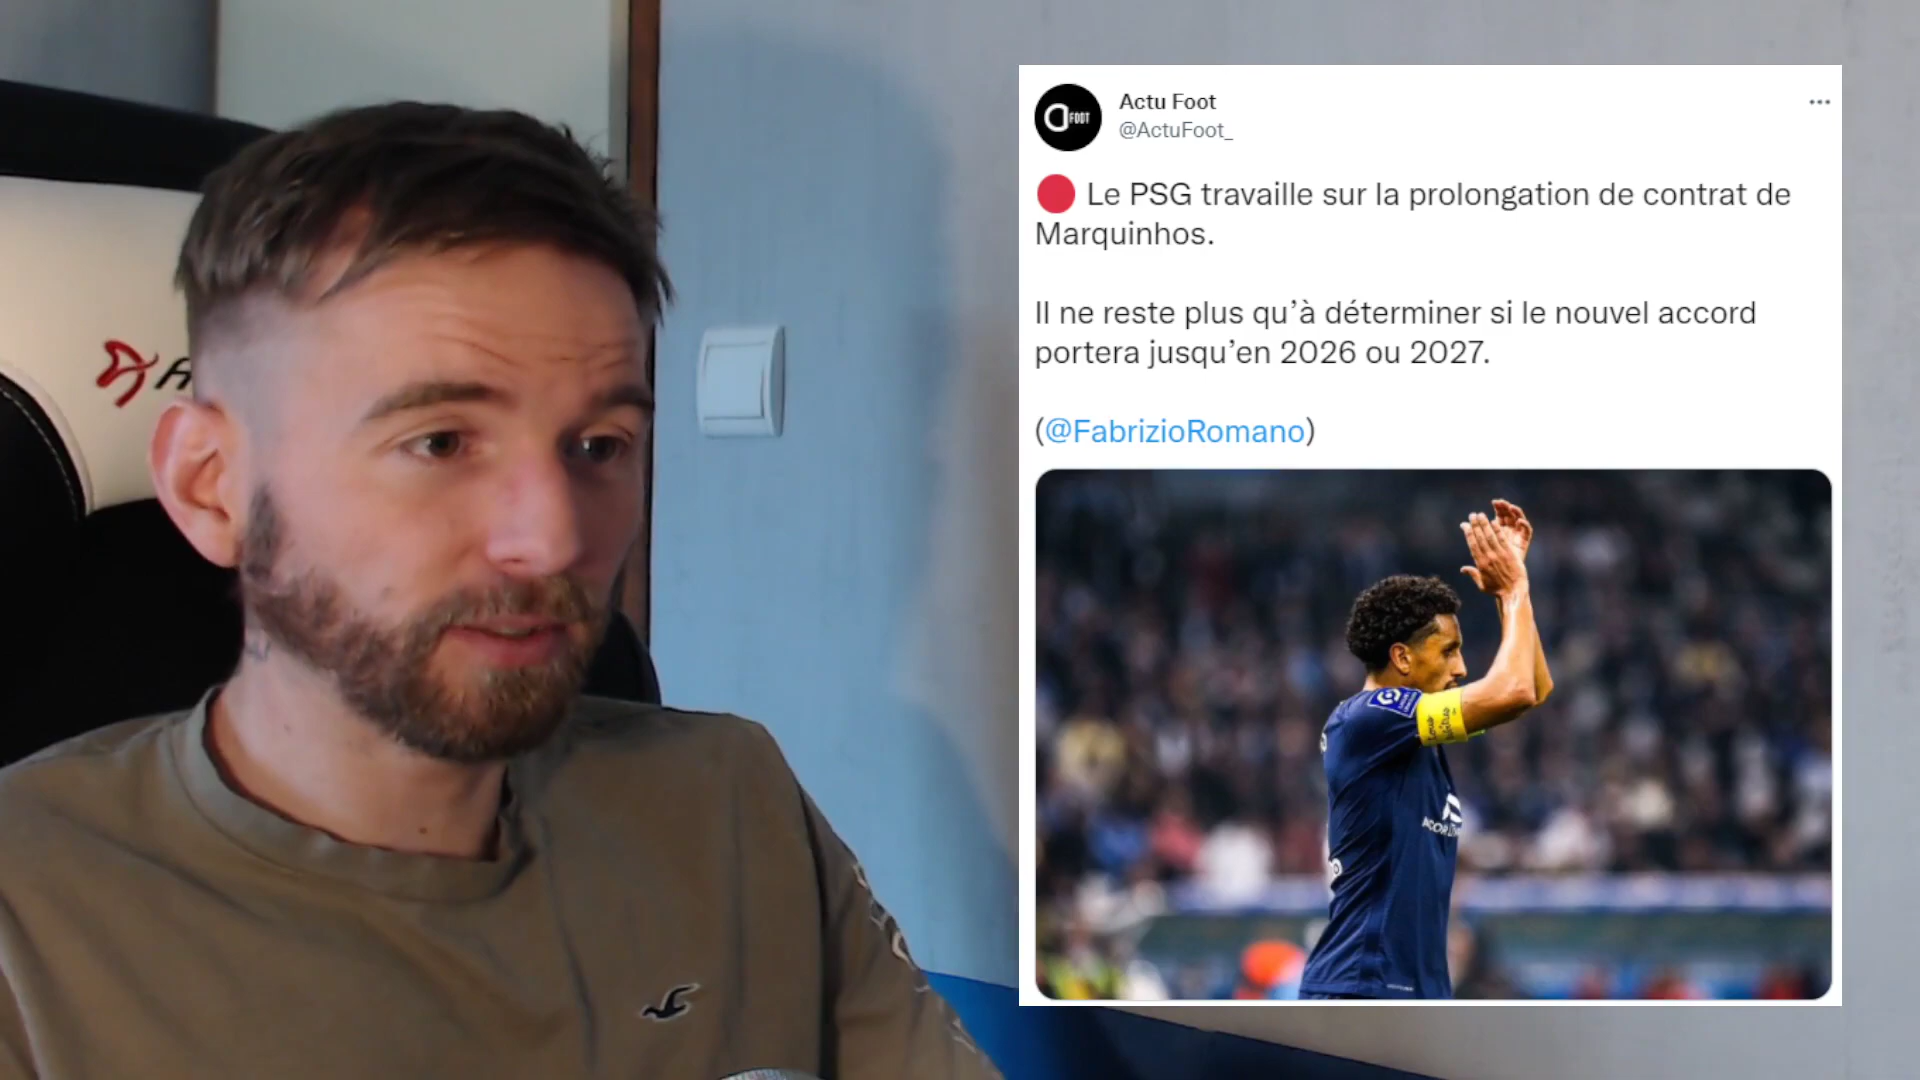 Actu Foot
@ActuFoot_
FOOT
Le PSG travaille sur la prolongation de contrat de
Marquinhos.
Il ne reste plus qu’à déterminer si le nouvel accord
portera jusqu’en 2026 ou 2027.
(@FabrizioRomano)